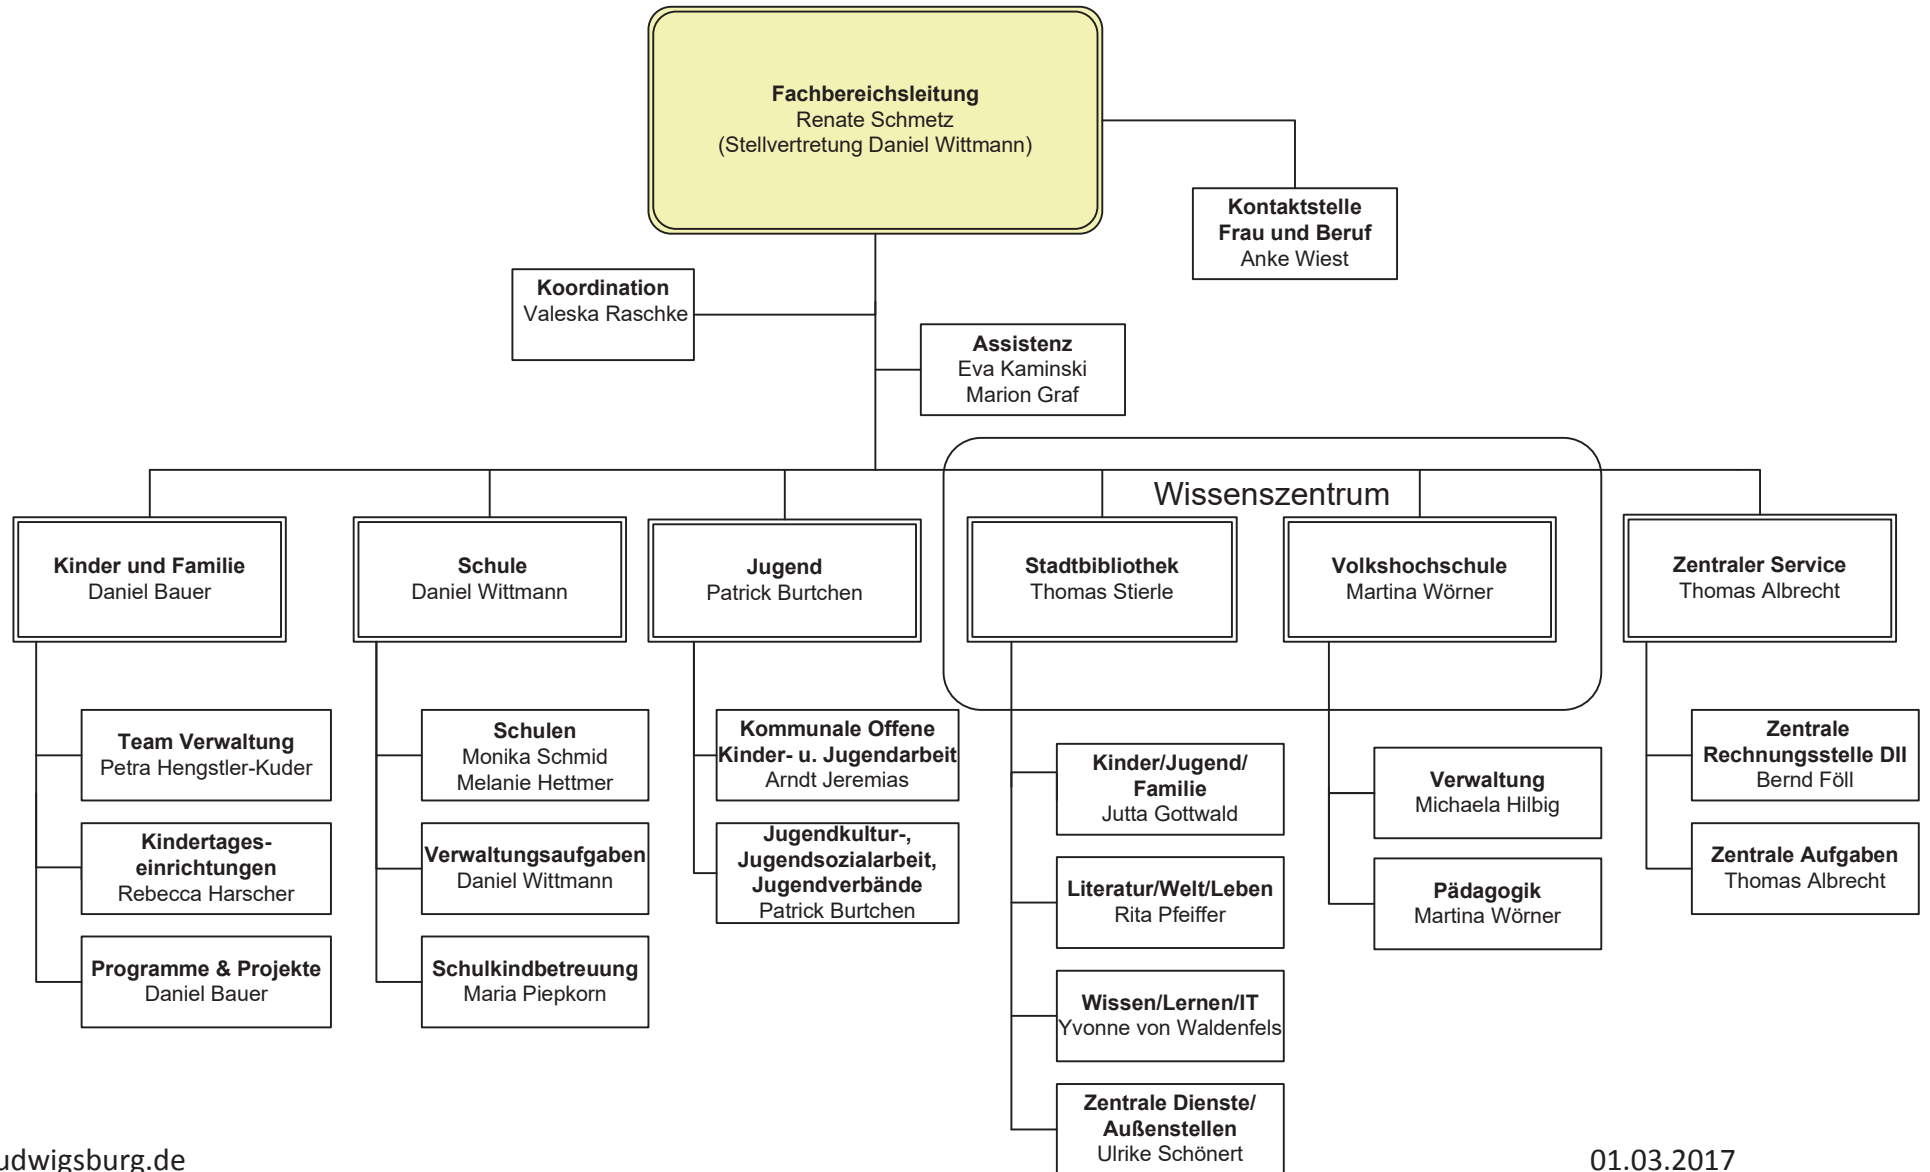 Fachbereichsleitung
Renate Schmetz
(Stellvertretung Daniel Wittmann)
Kontaktstelle
Frau und Beruf
Anke Wiest
Koordination
Valeska Raschke
Assistenz
Eva Kaminski
Marion Graf
Wissenszentrum
Kinder und Familie
Daniel Bauer
Schule
Daniel Wittmann
Jugend
Patrick Burtchen
Stadtbibliothek
Thomas Stierle
Volkshochschule
Martina Wörner
Zentraler Service
Thomas Albrecht
Team Verwaltung
Petra Hengstler-Kuder
Kindertages-
einrichtungen
Rebecca Harscher
Programme & Projekte
Daniel Bauer
Schulen
Monika Schmid
Melanie Hettmer
Verwaltungsaufgaben
Daniel Wittmann
Schulkindbetreuung
Maria Piepkorn
Kommunale Offene
Kinder- u. Jugendarbeit
Arndt Jeremias
Jugendkultur-,
Jugendsozialarbeit,
Jugendverbände
Patrick Burtchen
Kinder/Jugend/
Familie
Jutta Gottwald
Literatur/Welt/Leben
Rita Pfeiffer
Wissen/Lernen/IT
Yvonne von Waldenfels
Zentrale Dienste/
Außenstellen
Ulrike Schönert
Verwaltung
Michaela Hilbig
Pädagogik
Martina Wörner
Zentrale
Rechnungsstelle DII
Bernd Föll
Zentrale Aufgaben
Thomas Albrecht
udwigsburg.de
01.03.2017